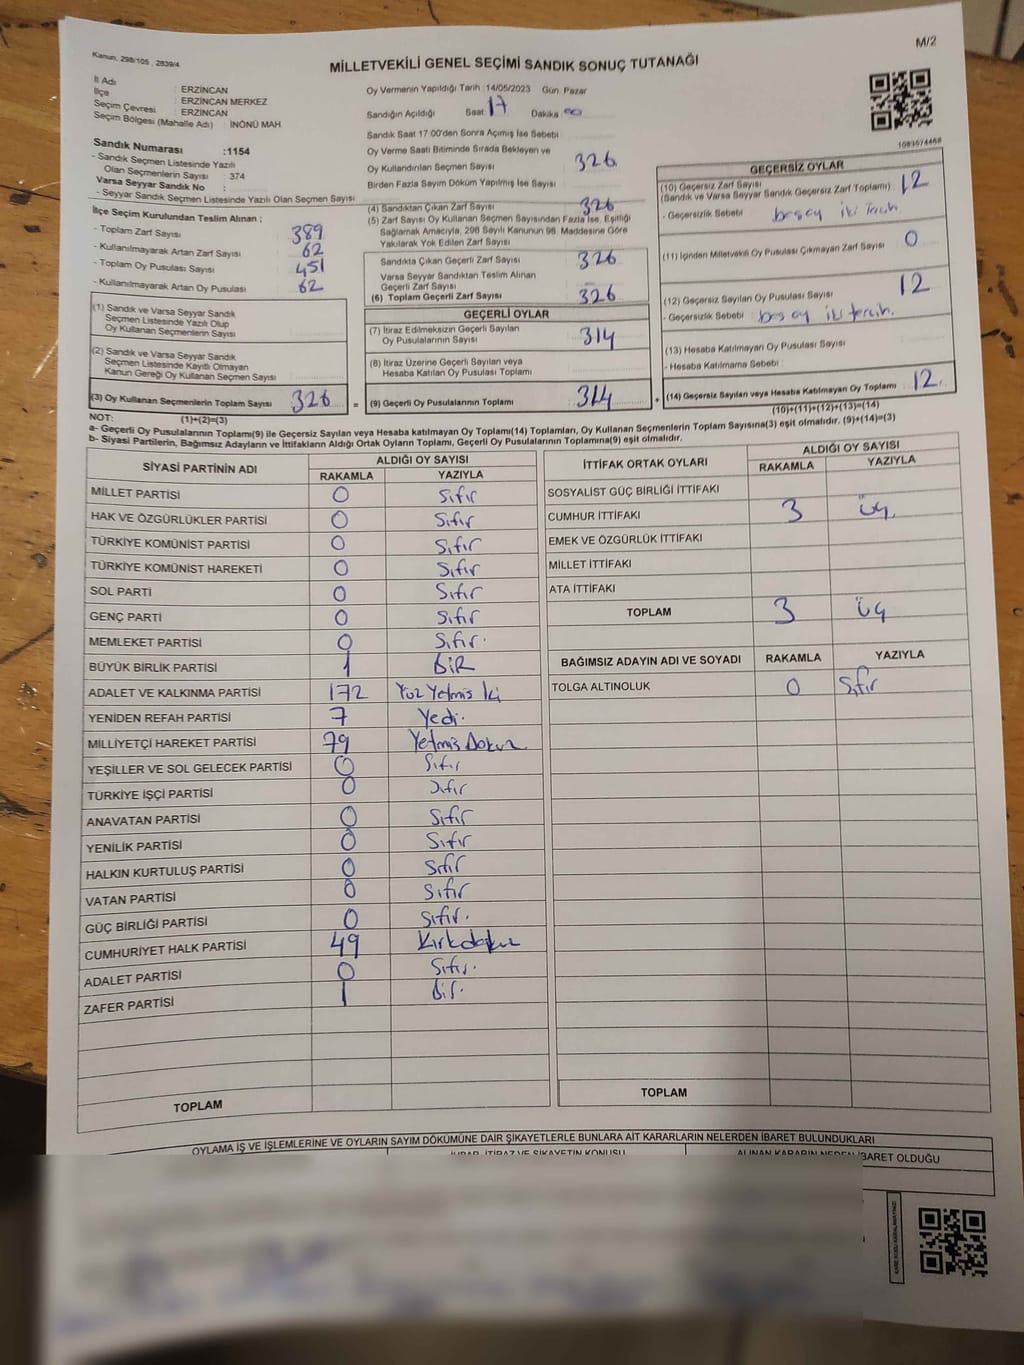 M/2
Kanun, 298/105 , 2839/4
MİLLETVEKİLİ GENEL SEÇİMİ SANDIK SONUÇ TUTANAĞI
İl Adı : ERZİNCAN
İlçe : ERZİNCAN MERKEZ
Seçim Çevresi : ERZİNCAN
Seçim Bölgesi (Mahalle Adı) : İNÖNÜ MAH
Sandık Numarası :1154
- Sandık Seçmen Listesinde Yazılı
Olan Seçmenlerin Sayısı : 374
Varsa Seyyar Sandık No :
- Seyyar Sandık Seçmen Listesinde Yazılı Olan Seçmen Sayısı
İlçe Seçim Kurulundan Teslim Alınan ;
- Toplam Zarf Sayısı 389
- Kullanılmayarak Artan Zarf Sayısı 62
- Toplam Oy Pusulası Sayısı 451
- Kullanılmayarak Artan Oy Pusulası 62
(1) Sandık ve Varsa Seyyar Sandık
Seçmen Listesinde Yazılı Olup
Oy Kullanan Seçmenlerin Sayısı
(2) Sandık ve Varsa Seyyar Sandık
Seçmen Listesinde Kayıtlı Olmayan
Kanun Gereği Oy Kullanan Seçmen Sayısı
(3) Oy Kullanan Seçmenlerin Toplam Sayısı 326 =
(1)+(2)=(3)
Oy Vermenin Yapıldığı Tarih :14/05/2023 Gün: Pazar
Sandığın Açıldığı Saat 17 Dakika 00
Sandık Saat 17:00'den Sonra Açılmış İse Sebebi
Oy Verme Saati Bitiminde Sırada Bekleyen ve
Oy Kullandırılan Seçmen Sayısı 326
Birden Fazla Sayım Döküm Yapılmış İse Sayısı
(4) Sandıktan Çıkan Zarf Sayısı 326
(5) Zarf Sayısı Oy Kullanan Seçmen Sayısından Fazla İse, Eşitliği
Sağlamak Amacıyla, 298 Sayılı Kanunun 98. Maddesine Göre
Yakılarak Yok Edilen Zarf Sayısı
Sandıkta Çıkan Geçerli Zarf Sayısı 326
Varsa Seyyar Sandıktan Teslim Alınan
Geçerli Zarf Sayısı
(6) Toplam Geçerli Zarf Sayısı 326
GEÇERLİ OYLAR
(7) İtiraz Edilmeksizin Geçerli Sayılan
Oy Pusulalarının Sayısı 314
(8) İtiraz Üzerine Geçerli Sayılan veya
Hesaba Katılan Oy Pusulası Toplamı
(9) Geçerli Oy Pusulalarının Toplamı 314 +
1083074468
GEÇERSİZ OYLAR
(10) Geçersiz Zarf Sayısı
(Sandık ve Varsa Seyyar Sandık Geçersiz Zarf Toplamı) 12
- Geçersizlik Sebebi iki Tercih
(11) İçinden Milletvekili Oy Pusulası Çıkmayan Zarf Sayısı 0
(12) Geçersiz Sayılan Oy Pusulası Sayısı 12
- Geçersizlik Sebebi iki tercih.
(13) Hesaba Katılmayan Oy Pusulası Sayısı
- Hesaba Katılmama Sebebi :
(14) Geçersiz Sayılan veya Hesaba Katılmayan Oy Toplamı 12
(10)+(11)+(12)+(13)=(14)
NOT:
a- Geçerli Oy Pusulalarının Toplamı(9) ile Geçersiz Sayılan veya Hesaba katılmayan Oy Toplamı(14) Toplamları, Oy Kullanan Seçmenlerin Toplam Sayısına(3) eşit olmalıdır. (9)+(14)=(3)
b- Siyasi Partilerin, Bağımsız Adayların ve İttifakların Aldığı Ortak Oyların Toplamı, Geçerli Oy Pusulalarının Toplamına(9) eşit olmalıdır.
SİYASİ PARTİNİN ADI ALDIĞI OY SAYISI
RAKAMLA YAZIYLA
MİLLET PARTİSİ 0 Sıfır
HAK VE ÖZGÜRLÜKLER PARTİSİ 0 Sıfır
TÜRKİYE KOMÜNİST PARTİSİ 0 Sıfır
TÜRKİYE KOMÜNİST HAREKETİ 0 Sıfır
SOL PARTİ 0 Sıfır
GENÇ PARTİ 0 Sıfır
MEMLEKET PARTİSİ 0 Sıfır.
BÜYÜK BİRLİK PARTİSİ 1 BİR
ADALET VE KALKINMA PARTİSİ 172 Yüz Yetmis İki
YENİDEN REFAH PARTİSİ 7 Yedi.
MİLLİYETÇİ HAREKET PARTİSİ 79 Yetmis Dokuz
YEŞİLLER VE SOL GELECEK PARTİSİ 0 Sıfır
TÜRKİYE İŞÇİ PARTİSİ 0 Sıfır
ANAVATAN PARTİSİ 0 Sıfır
YENİLİK PARTİSİ 0 Sıfır
HALKIN KURTULUŞ PARTİSİ 0 Sıfır
VATAN PARTİSİ 0 Sıfır
GÜÇ BİRLİĞİ PARTİSİ 0 Sıfır.
CUMHURİYET HALK PARTİSİ 49 Kırkdokuz
ADALET PARTİSİ 0 Sıfır.
ZAFER PARTİSİ 1 Bir.
TOPLAM
İTTİFAK ORTAK OYLARI ALDIĞI OY SAYISI
RAKAMLA YAZIYLA
SOSYALİST GÜÇ BİRLİĞİ İTTİFAKI
CUMHUR İTTİFAKI 3 üç.
EMEK VE ÖZGÜRLÜK İTTİFAKI
MİLLET İTTİFAKI
ATA İTTİFAKI
TOPLAM 3 üç
BAĞIMSIZ ADAYIN ADI VE SOYADI RAKAMLA YAZIYLA
TOLGA ALTINOLUK 0 Sıfır
TOPLAM
OYLAMA İŞ VE İŞLEMLERİNE VE OYLARIN SAYIM DÖKÜMÜNE DAİR ŞİKAYETLERLE BUNLARA AİT KARARLARIN NELERDEN İBARET BULUNDUKLARI
İTİRAZ VE ŞİKAYETİN KONUSU
ALINAN KARARIN NEDEN İBARET OLDUĞU